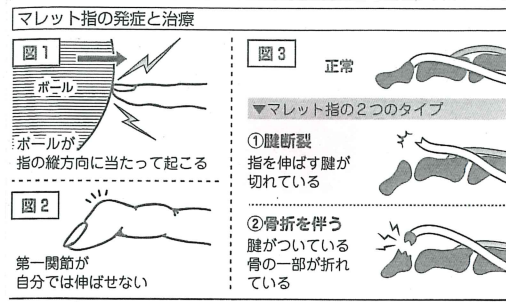 マレット指の発症と治療
図1
ボール
ボールが
指の縦方向に当たって起こる
図2
第一関節が
自分では伸ばせない
図3
正常
▼マレット指の2つのタイプ
①腱断裂
指を伸ばす腱が
切れている
②骨折を伴う
腱がついている
骨の一部が折れ
ている